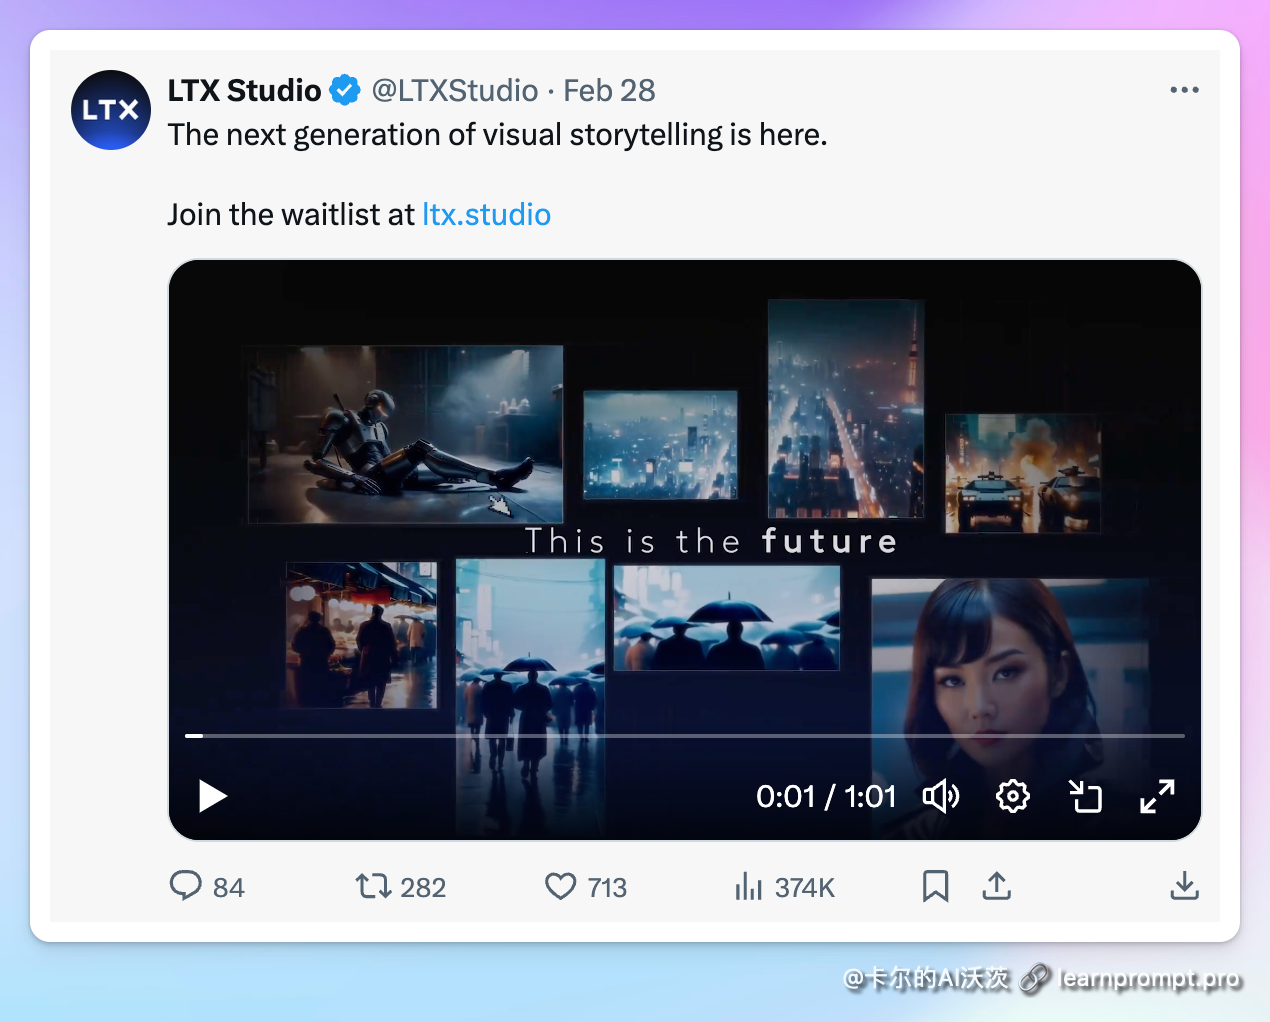 LTX
LTX Studio @LTXStudio · Feb 28
The next generation of visual storytelling is here.
Join the waitlist at ltx.studio
This is the future
0:01 / 1:01
84 282 713 374K
@卡尔的AI沃茨 learnprompt.pro